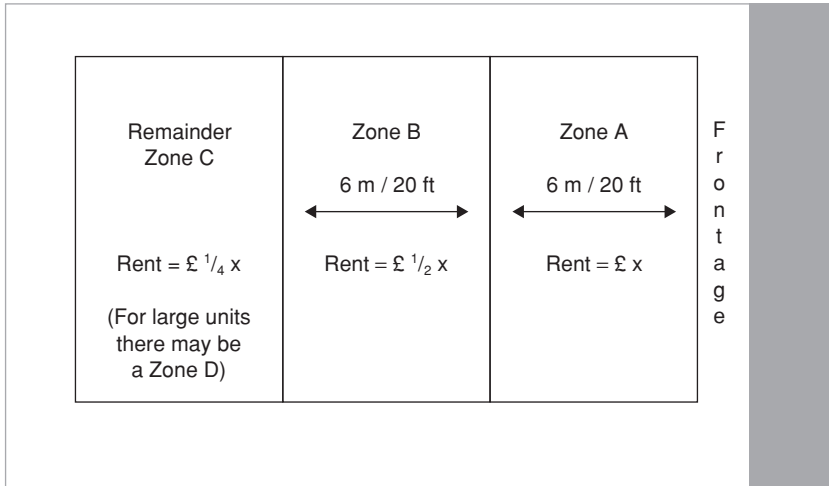 Remainder
Zone C
Rent = £ 1/4 x
(For large units
there may be
a Zone D)
Zone B
6 m / 20 ft
Rent = £ 1/2 x
Zone A
6 m / 20 ft
Rent = £ x
Frontage